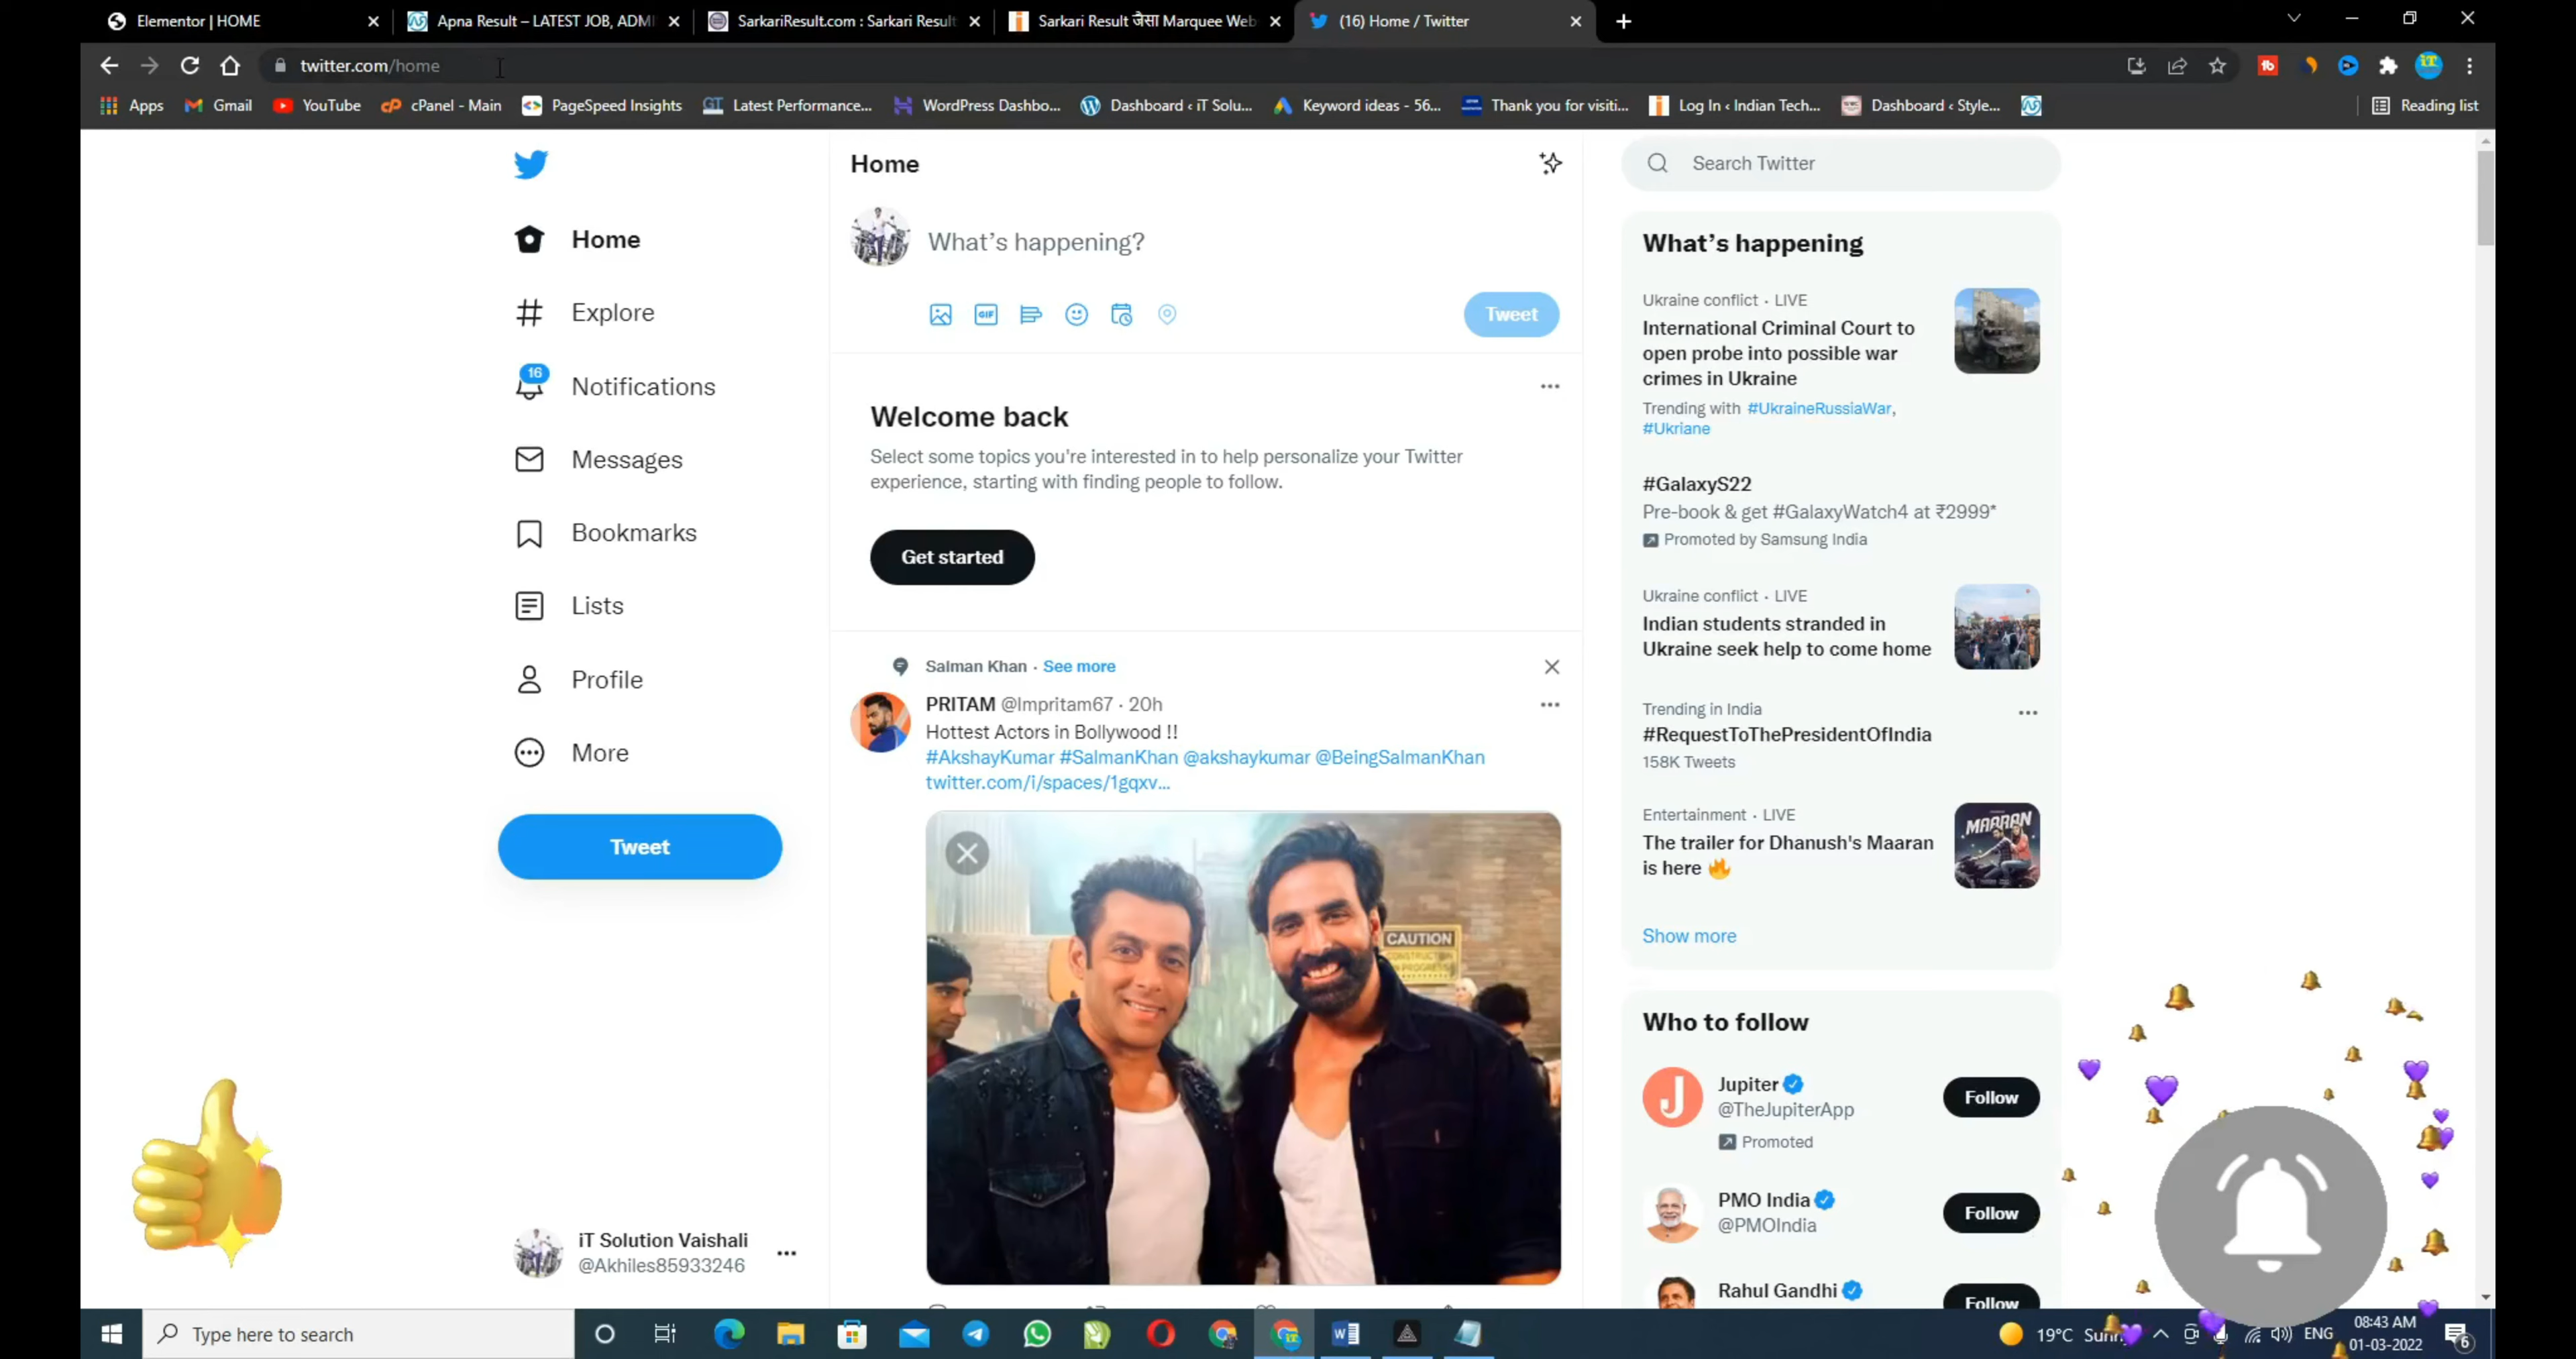 Elementor | HOME
Apna Result – LATEST JOB, ADMI
SarkariResult.com : Sarkari Result
Sarkari Result जैसा Marquee Web
(16) Home / Twitter
twitter.com/home
Apps
Gmail
YouTube
cPanel - Main
PageSpeed Insights
Latest Performance...
WordPress Dashbo...
Dashboard ‹ iT Solu...
Keyword ideas - 56...
Thank you for visiti...
Log In ‹ Indian Tech...
Dashboard ‹ Style...
Reading list
Home
Explore
16
Notifications
Messages
Bookmarks
Lists
Profile
More
Tweet
iT Solution Vaishali
@Akhiles85933246
Home
What's happening?
GIF
Tweet
Welcome back
Select some topics you're interested in to help personalize your Twitter
experience, starting with finding people to follow.
Get started
Salman Khan · See more
PRITAM @Impritam67 · 20h
Hottest Actors in Bollywood !!
#AkshayKumar #SalmanKhan @akshaykumar @BeingSalmanKhan
twitter.com/i/spaces/1gqxv...
CAUTION
CONSTRUCTION
IN PROGRESS
Search Twitter
What's happening
Ukraine conflict · LIVE
International Criminal Court to
open probe into possible war
crimes in Ukraine
Trending with #UkraineRussiaWar,
#Ukriane
#GalaxyS22
Pre-book & get #GalaxyWatch4 at ₹2999*
Promoted by Samsung India
Ukraine conflict · LIVE
Indian students stranded in
Ukraine seek help to come home
Trending in India
#RequestToThePresidentOfIndia
158K Tweets
Entertainment · LIVE
The trailer for Dhanush's Maaran
is here 🔥
MAARAN
Show more
Who to follow
Jupiter
@TheJupiterApp
Promoted
Follow
PMO India
@PMOIndia
Follow
Rahul Gandhi
Follow
Type here to search
19°C
ENG
08:43 AM
01-03-2022
6